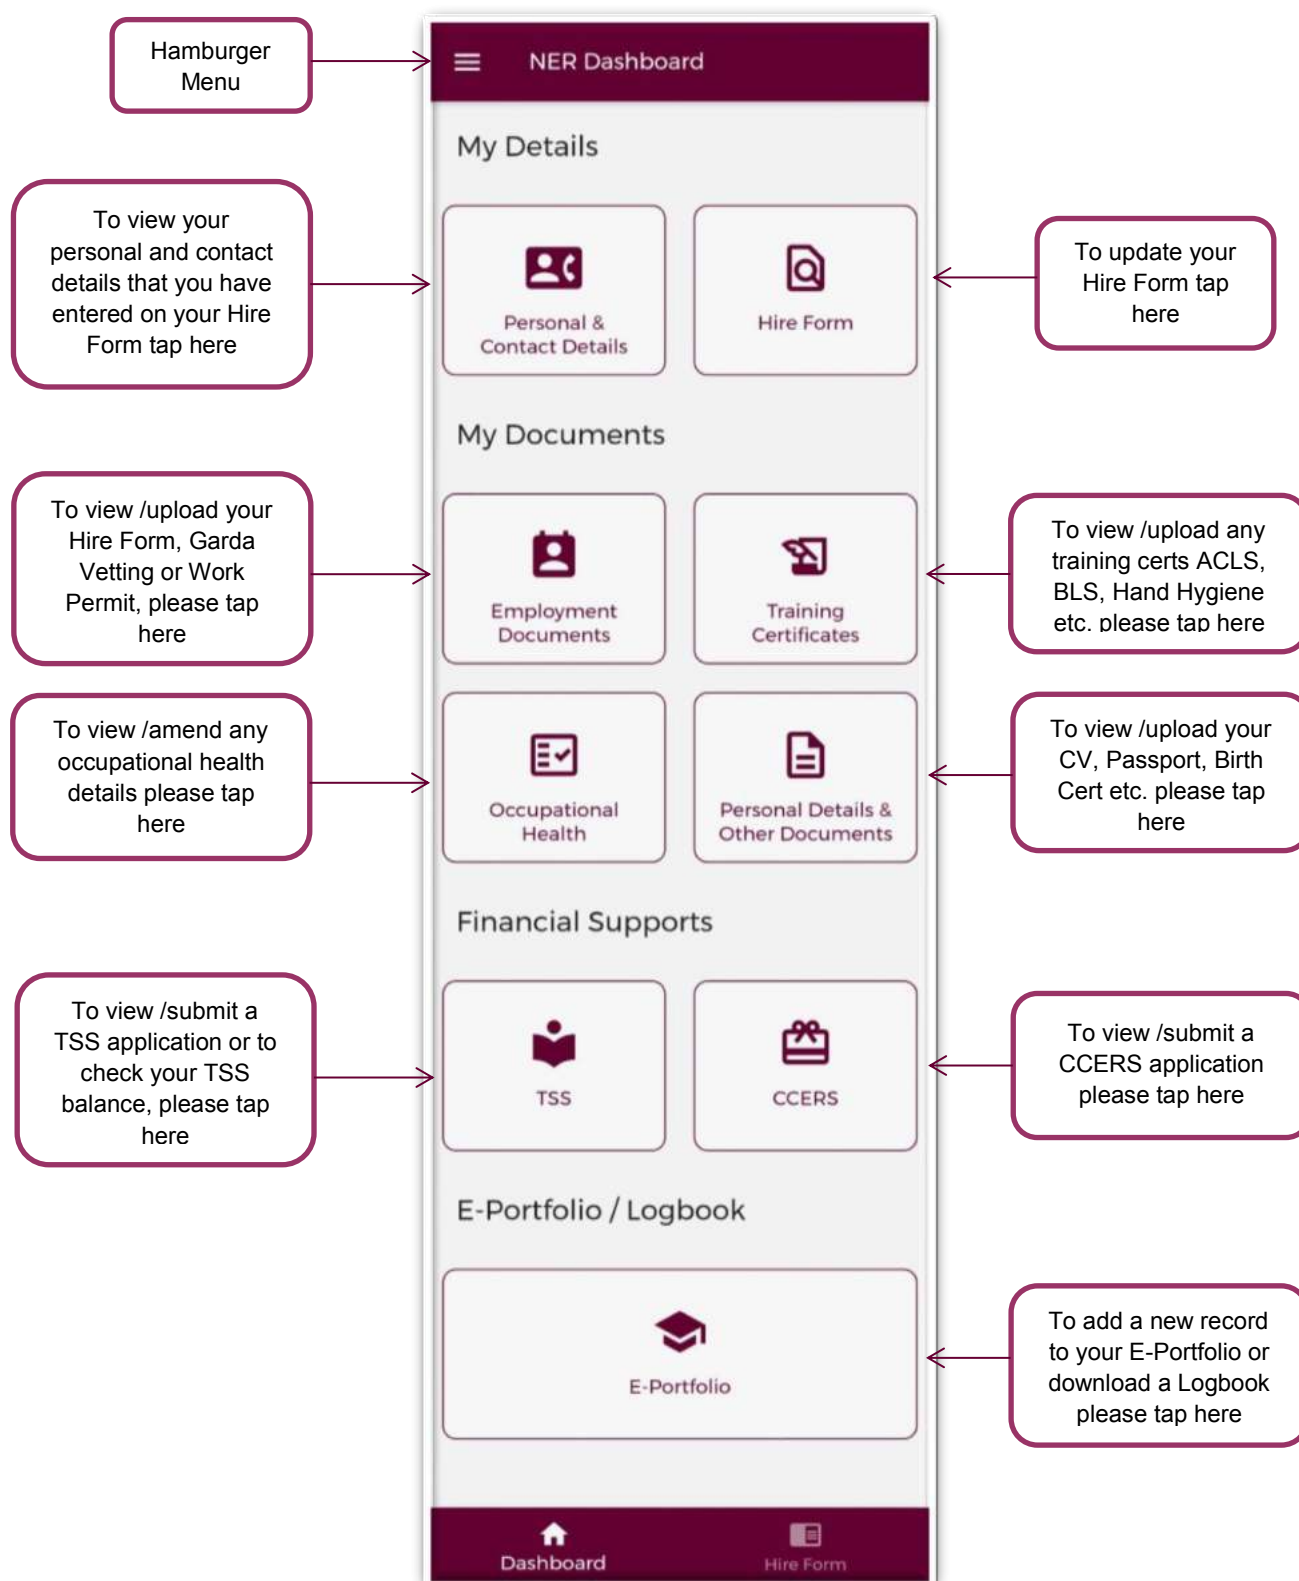 Hamburger
Menu
NER Dashboard
My Details
To view your
personal and contact
details that you have
entered on your Hire
Form tap here
Personal &
Contact Details
Hire Form
To update your
Hire Form tap
here
My Documents
To view /upload your
Hire Form, Garda
Vetting or Work
Permit, please tap
here
Employment
Documents
Training
Certificates
To view /upload any
training certs ACLS,
BLS, Hand Hygiene
etc. please tap here
To view /amend any
occupational health
details please tap
here
Occupational
Health
Personal Details &
Other Documents
To view /upload your
CV, Passport, Birth
Cert etc. please tap
here
Financial Supports
To view /submit a
TSS application or to
check your TSS
balance, please tap
here
TSS
CCERS
To view /submit a
CCERS application
please tap here
E-Portfolio / Logbook
E-Portfolio
To add a new record
to your E-Portfolio or
download a Logbook
please tap here
Dashboard
Hire Form